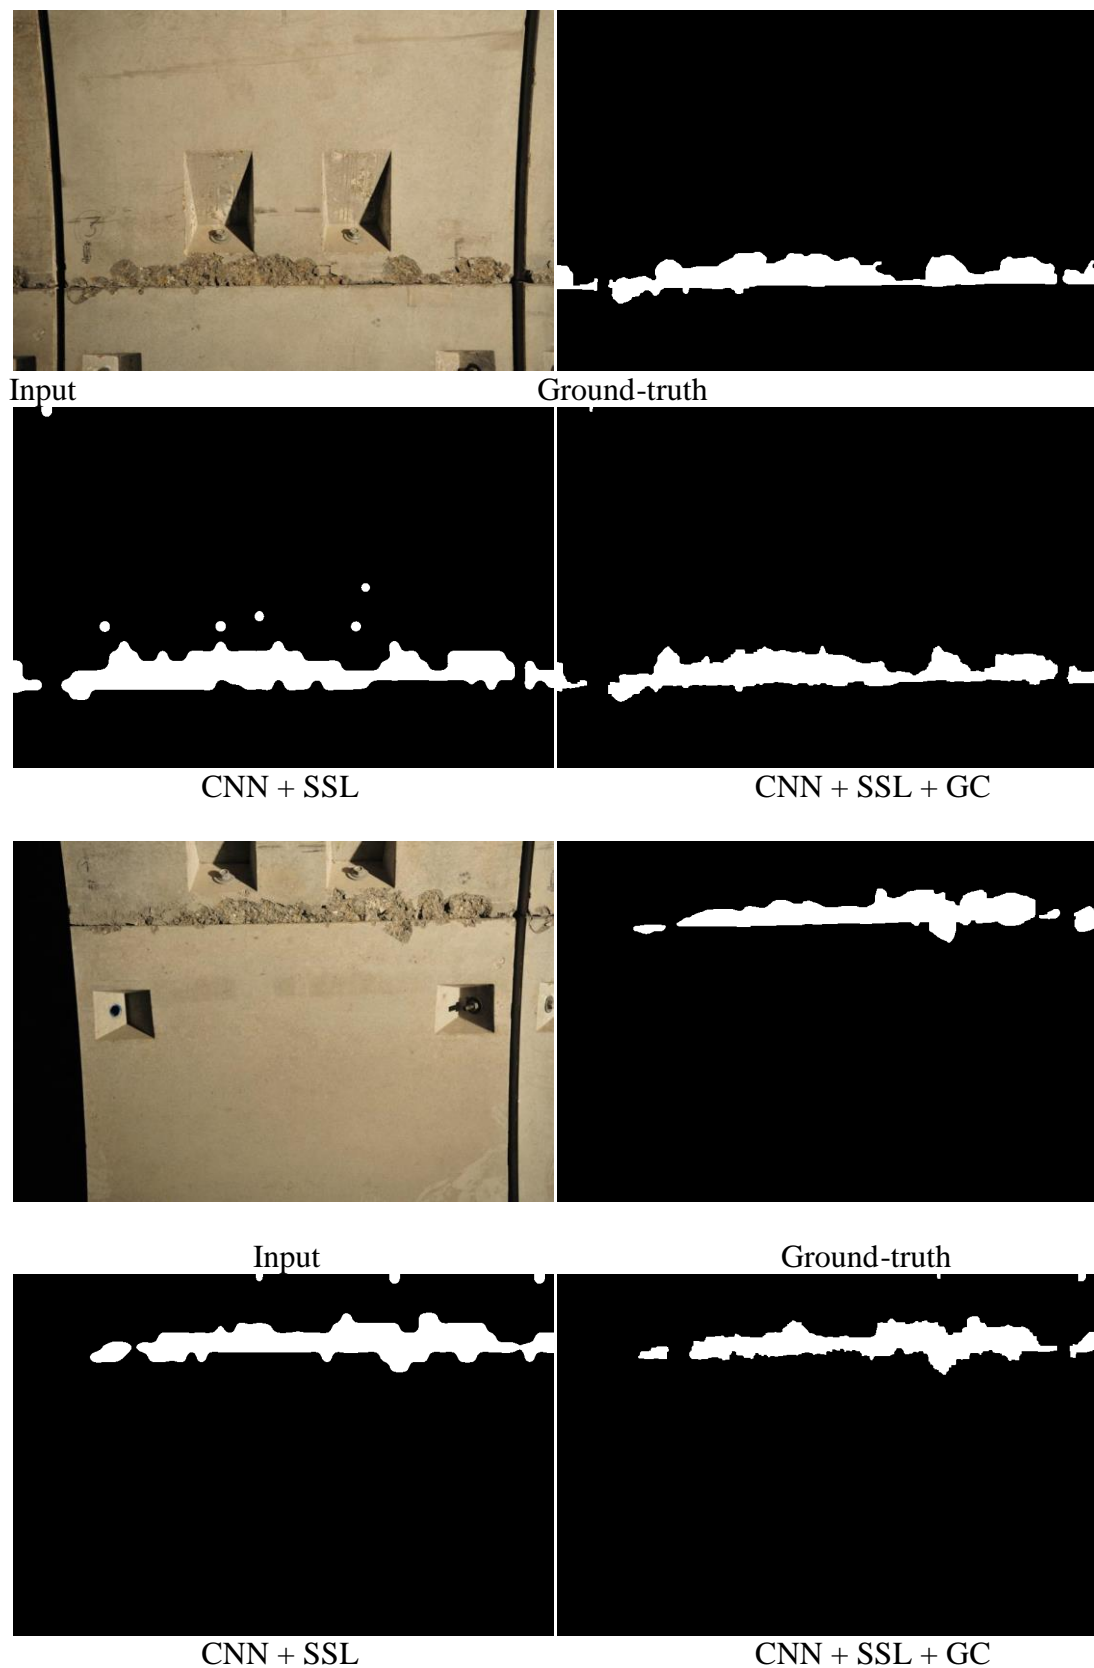 Input
Ground-truth
CNN + SSL
CNN + SSL + GC
Input
Ground-truth
CNN + SSL
CNN + SSL + GC